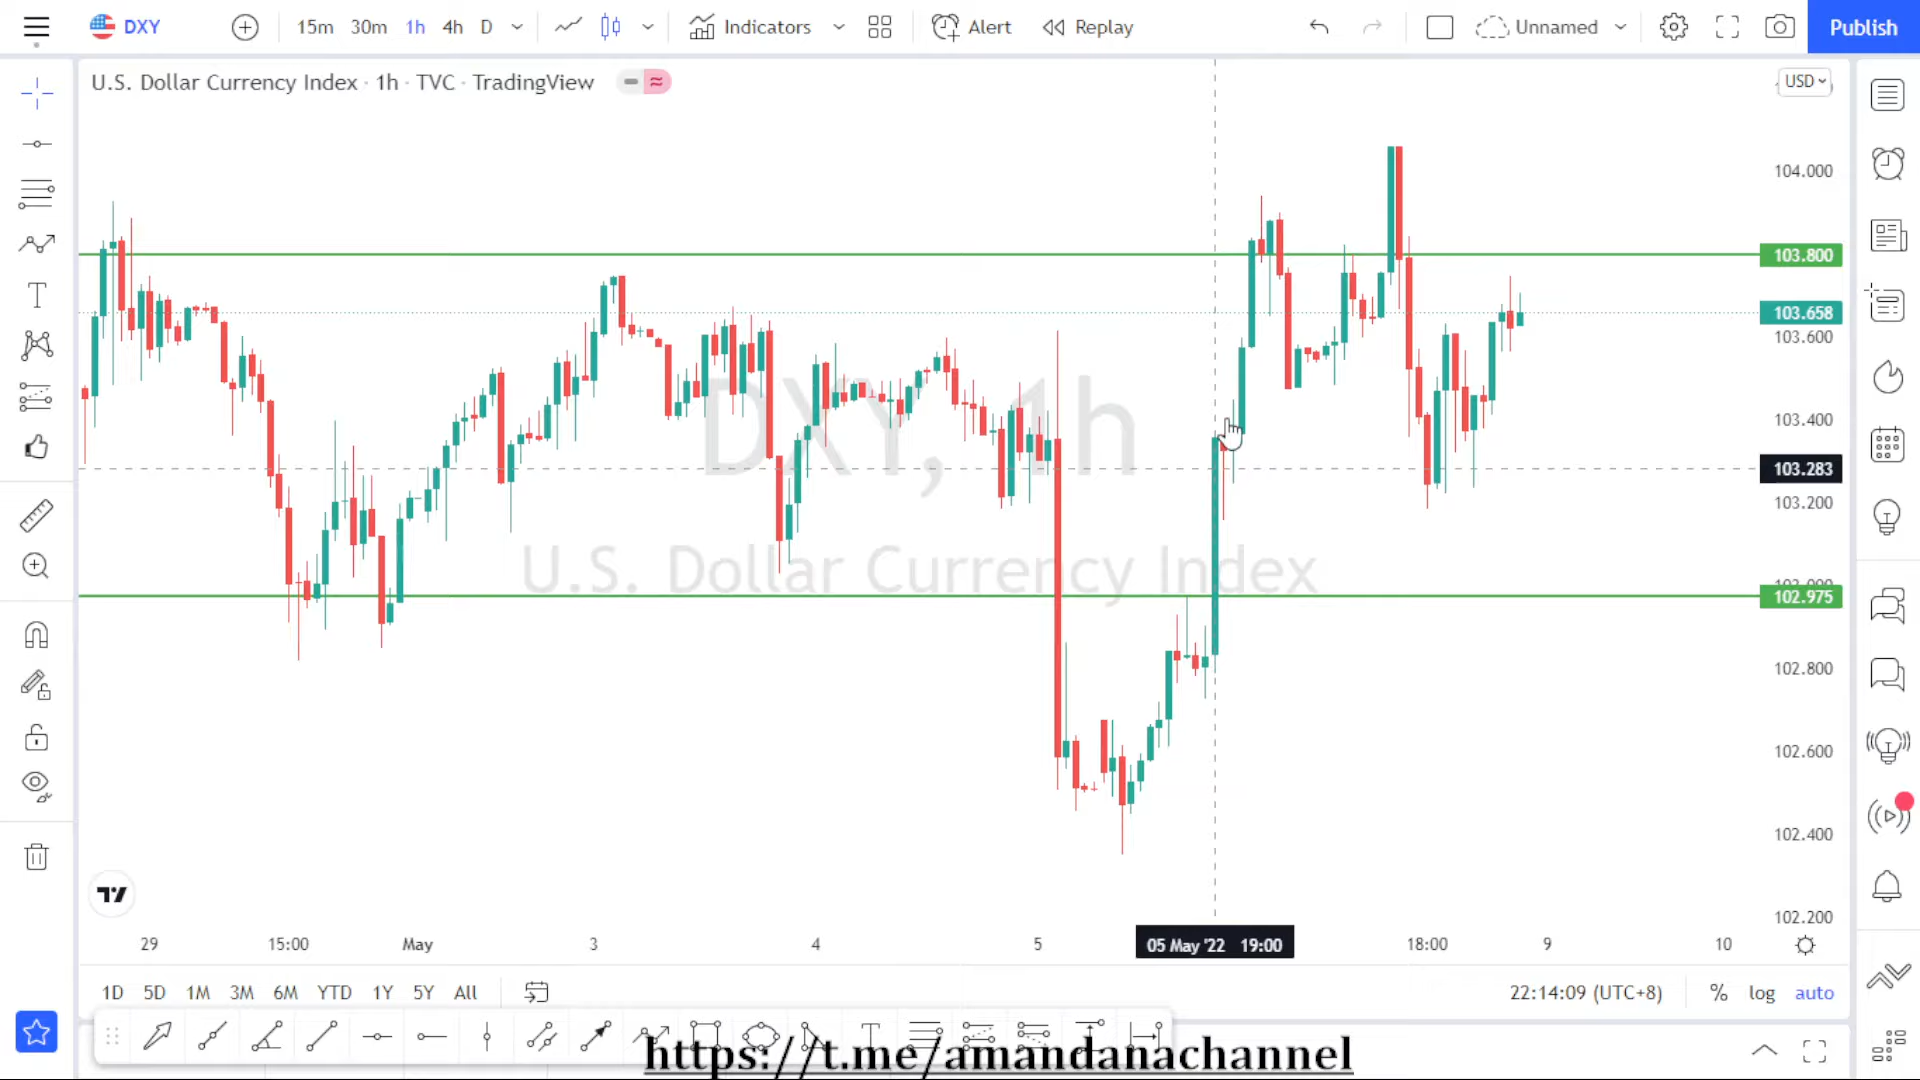 DXY
15m 30m 1h 4h D
Indicators
Alert
Replay
Unnamed
Publish
U.S. Dollar Currency Index · 1h · TVC · TradingView
USD
104.000
103.800
103.658
103.600
103.400
103.283
103.200
102.975
102.800
102.600
102.400
102.200
DXY, 1h
U.S. Dollar Currency Index
29 15:00 May 3 4 5 05 May '22 19:00 18:00 9 10
1D 5D 1M 3M 6M YTD 1Y 5Y All
22:14:09 (UTC+8) % log auto
https://t.me/amandanachannel